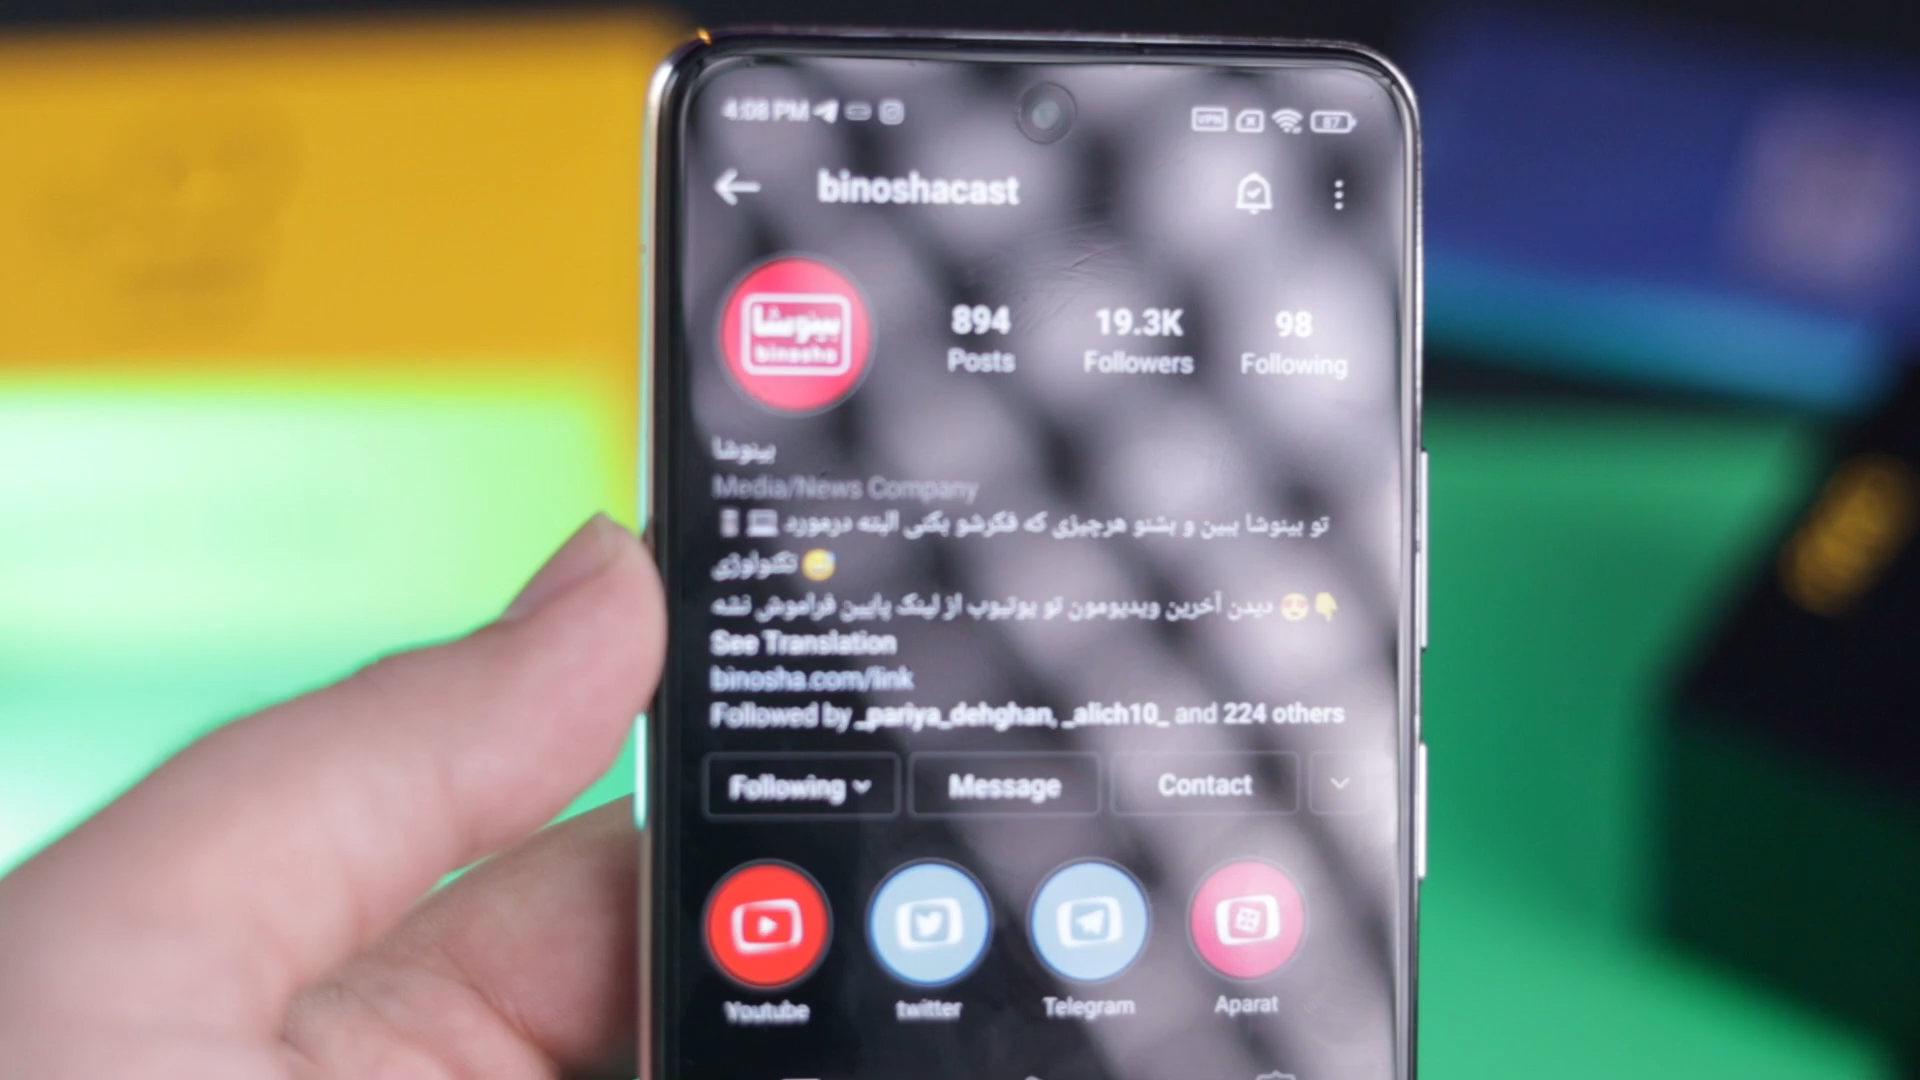 4:08 PM
VPN 87
binoshacast
بینوشا
binosha
894 19.3K 98
Posts Followers Following
بینوشا
Media/News Company
تو بینوشا ببین و بشنو هرچیزی که فکرشو بکنی البته درمورد 💻📱
تکنولوژی 😅
👇😍 دیدن آخرین ویدیومون تو یوتیوب از لینک پایین فراموش نشه
See Translation
binosha.com/link
Followed by _pariya_dehghan, _alich10_ and 224 others
Following Message Contact
Youtube twitter Telegram Aparat